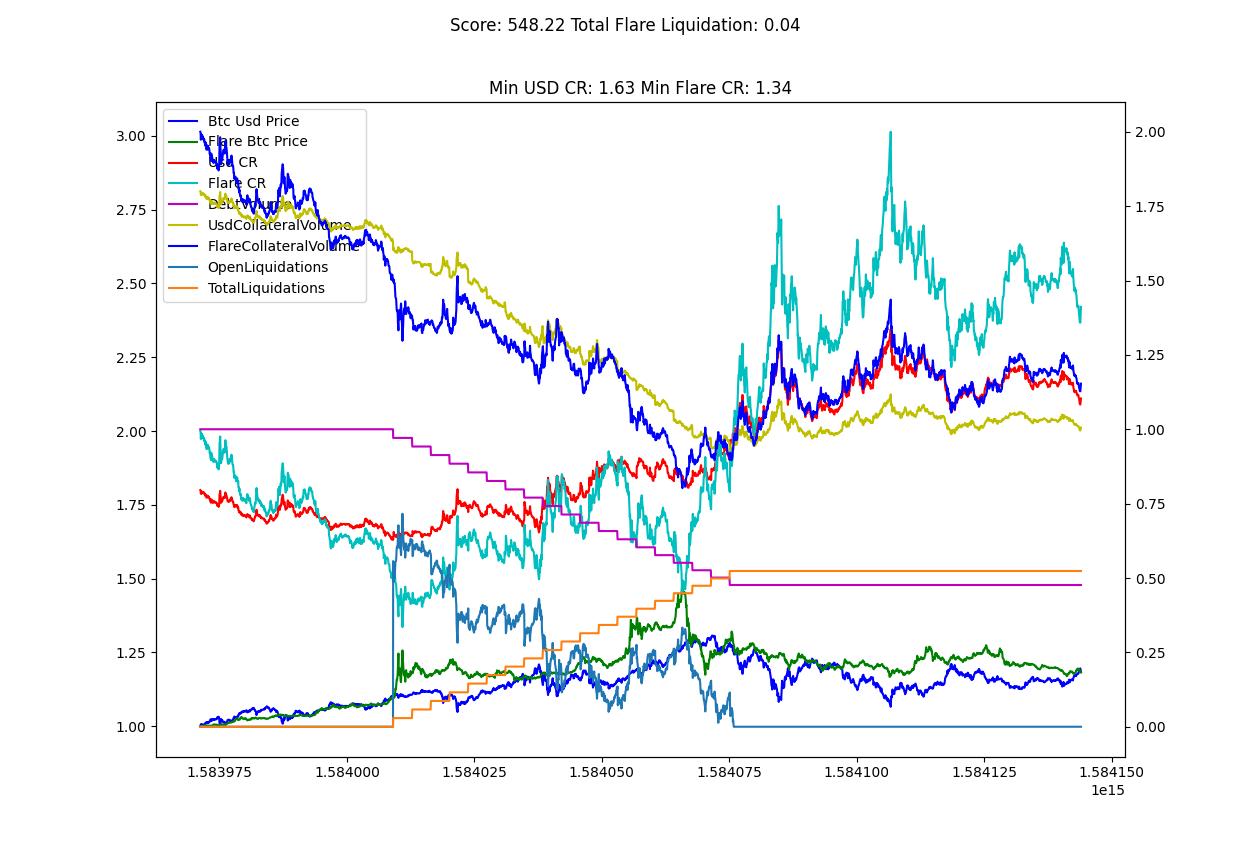 Score: 548.22 Total Flare Liquidation: 0.04
Min USD CR: 1.63 Min Flare CR: 1.34
Btc Usd Price
Flare Btc Price
Usd CR
Flare CR
DebtVolume
UsdCollateralVolume
FlareCollateralVolume
OpenLiquidations
TotalLiquidations
3.00
2.75
2.50
2.25
2.00
1.75
1.50
1.25
1.00
2.00
1.75
1.50
1.25
1.00
0.75
0.50
0.25
0.00
1.583975 1.584000 1.584025 1.584050 1.584075 1.584100 1.584125 1.584150
1e15